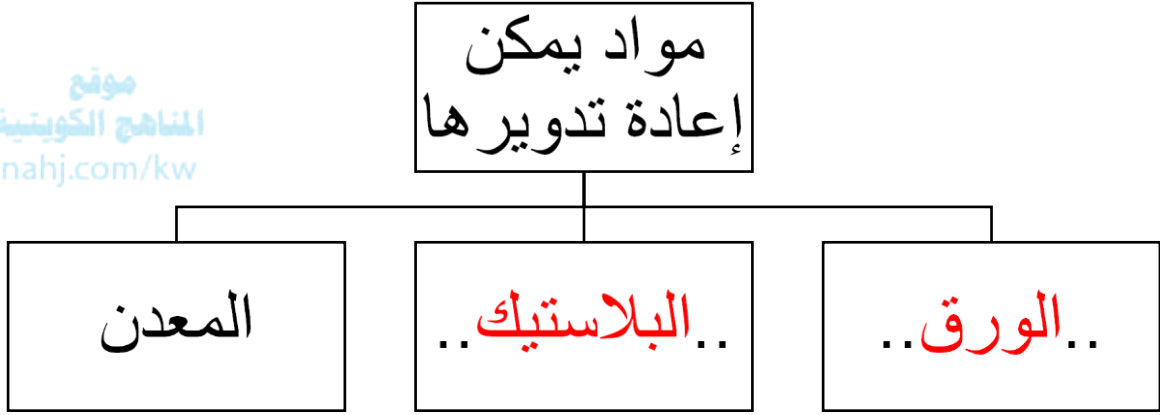 مواد يمكن
إعادة تدويرها
موقع
المناهج الكويتية
nahj.com/kw
..الورق..
..البلاستيك..
المعدن